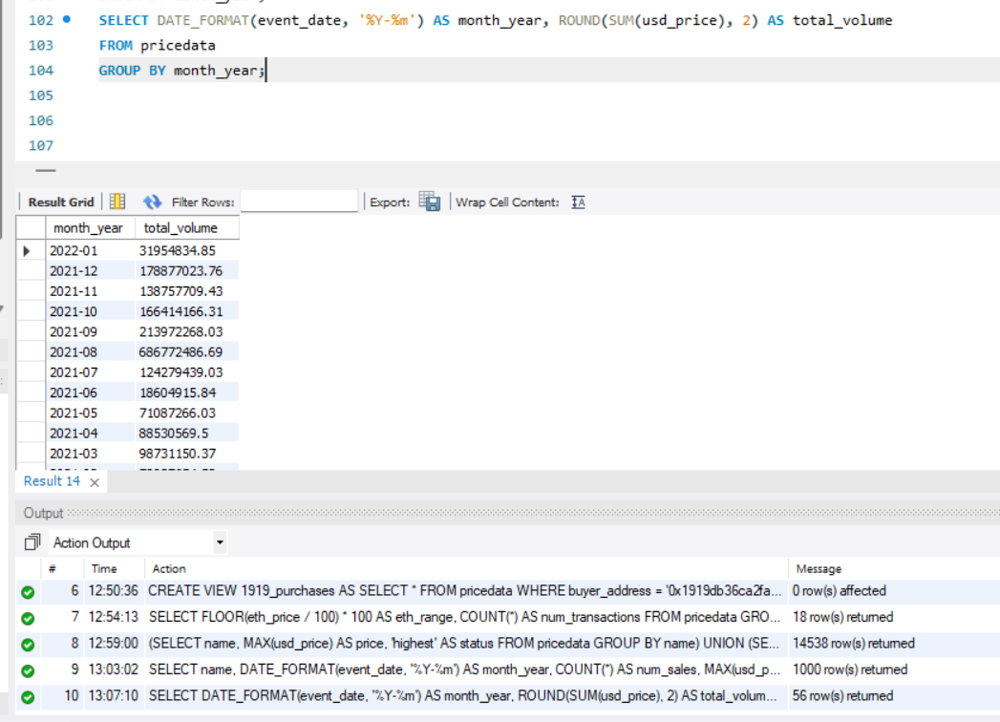 102 SELECT DATE_FORMAT(event_date, '%Y-%m') AS month_year, ROUND(SUM(usd_price), 2) AS total_volume
103 FROM pricedata
104 GROUP BY month_year;
105
106
107
Result Grid Filter Rows: Export: Wrap Cell Content:
month_year total_volume
2022-01 31954834.85
2021-12 178877023.76
2021-11 138757709.43
2021-10 166414166.31
2021-09 213972268.03
2021-08 686772486.69
2021-07 124279439.03
2021-06 18604915.84
2021-05 71087266.03
2021-04 88530569.5
2021-03 98731150.37
Result 14 ×
Output
Action Output
# Time Action Message
6 12:50:36 CREATE VIEW 1919_purchases AS SELECT * FROM pricedata WHERE buyer_address = '0x1919db36ca2fa... 0 row(s) affected
7 12:54:13 SELECT FLOOR(eth_price / 100) * 100 AS eth_range, COUNT(*) AS num_transactions FROM pricedata GRO... 18 row(s) returned
8 12:59:00 (SELECT name, MAX(usd_price) AS price, 'highest' AS status FROM pricedata GROUP BY name) UNION (SE... 14538 row(s) returned
9 13:03:02 SELECT name, DATE_FORMAT(event_date, '%Y-%m') AS month_year, COUNT(*) AS num_sales, MAX(usd_p... 1000 row(s) returned
10 13:07:10 SELECT DATE_FORMAT(event_date, '%Y-%m') AS month_year, ROUND(SUM(usd_price), 2) AS total_volum... 56 row(s) returned